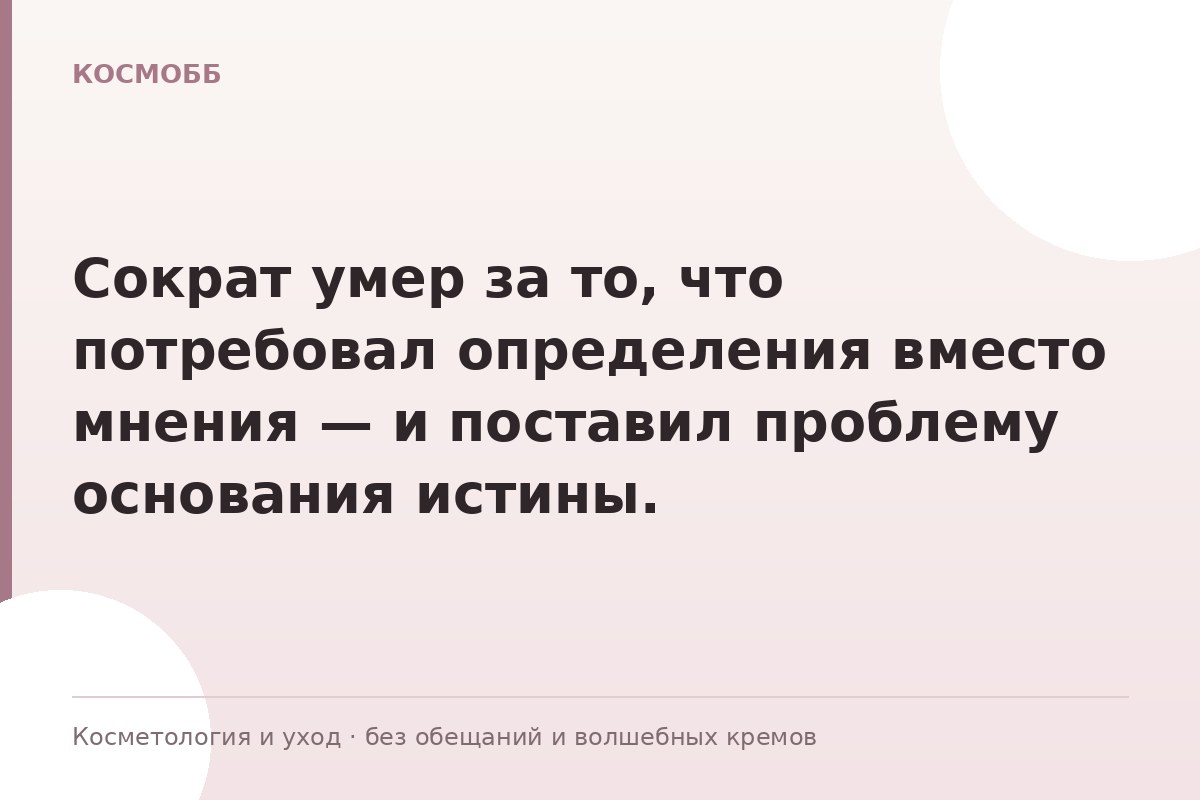 КОСМОББ
Сократ умер за то, что
потребовал определения вместо
мнения — и поставил проблему
основания истины.
Косметология и уход · без обещаний и волшебных кремов